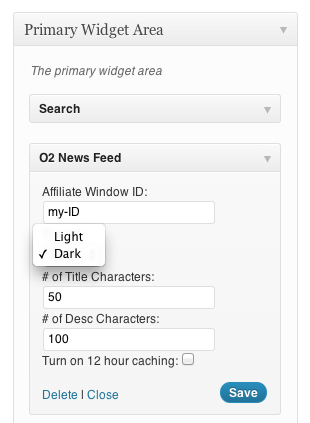 Primary Widget Area
The primary widget area
Search
O2 News Feed
Affiliate Window ID:
my-ID
Light
✓ Dark
# of Title Characters:
50
# of Desc Characters:
100
Turn on 12 hour caching:
Delete | Close
Save